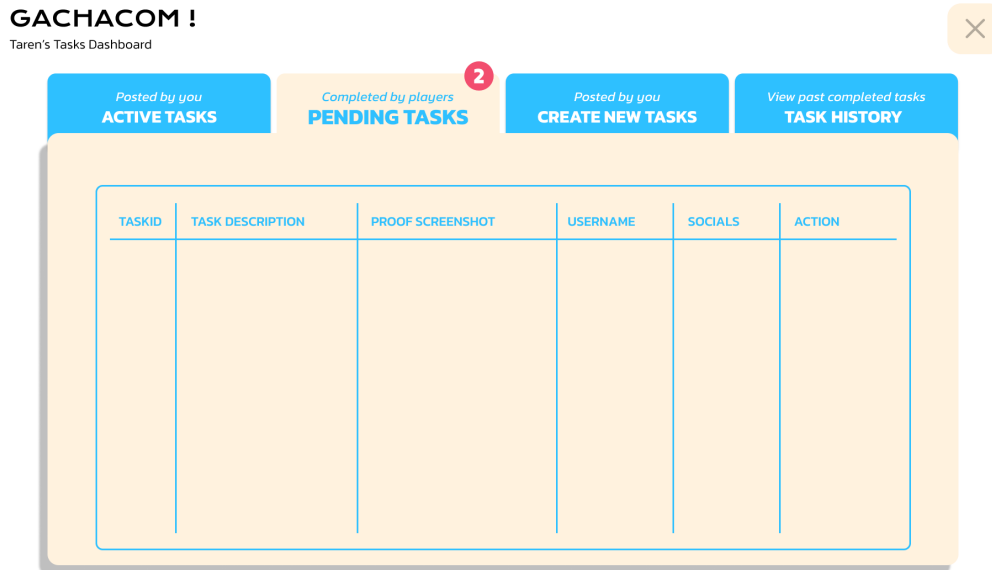 GACHACOM !
Taren's Tasks Dashboard
2
Posted by you
ACTIVE TASKS
Completed by players
PENDING TASKS
Posted by you
CREATE NEW TASKS
View past completed tasks
TASK HISTORY
TASKID
TASK DESCRIPTION
PROOF SCREENSHOT
USERNAME
SOCIALS
ACTION